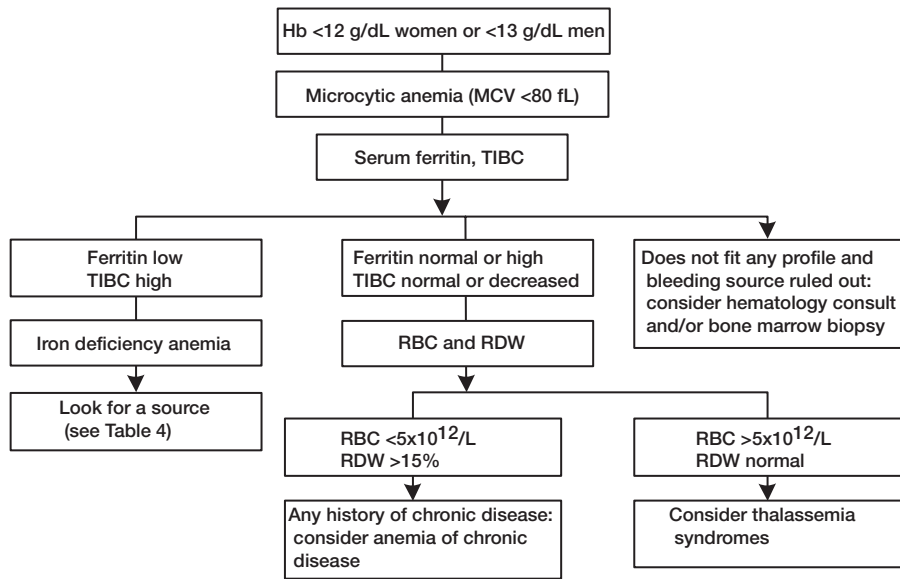 Hb <12 g/dL women or <13 g/dL men
Microcytic anemia (MCV <80 fL)
Serum ferritin, TIBC
Ferritin low
TIBC high
Ferritin normal or high
TIBC normal or decreased
Does not fit any profile and
bleeding source ruled out:
consider hematology consult
and/or bone marrow biopsy
Iron deficiency anemia
RBC and RDW
Look for a source
(see Table 4)
RBC <5x10¹²/L
RDW >15%
RBC >5x10¹²/L
RDW normal
Any history of chronic disease:
consider anemia of chronic
disease
Consider thalassemia
syndromes